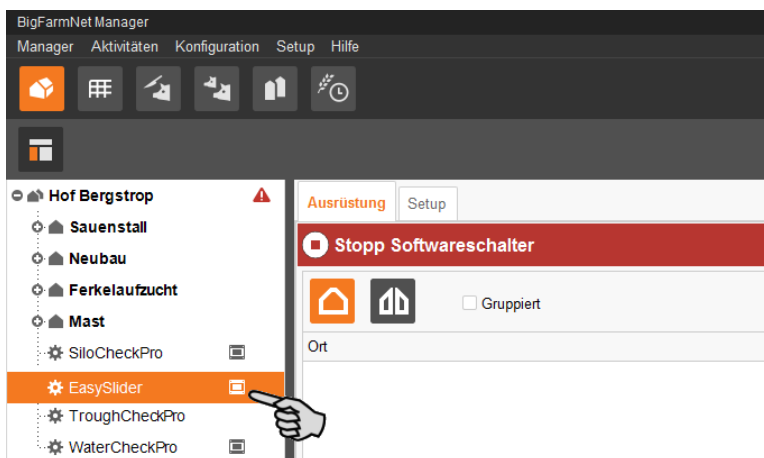 BigFarmNet Manager
Manager Aktivitäten Konfiguration Setup Hilfe
Hof Bergstrop
Sauenstall
Neubau
Ferkelaufzucht
Mast
SiloCheckPro
EasySlider
TroughCheckPro
WaterCheckPro
Ausrüstung Setup
Stopp Softwareschalter
Gruppiert
Ort